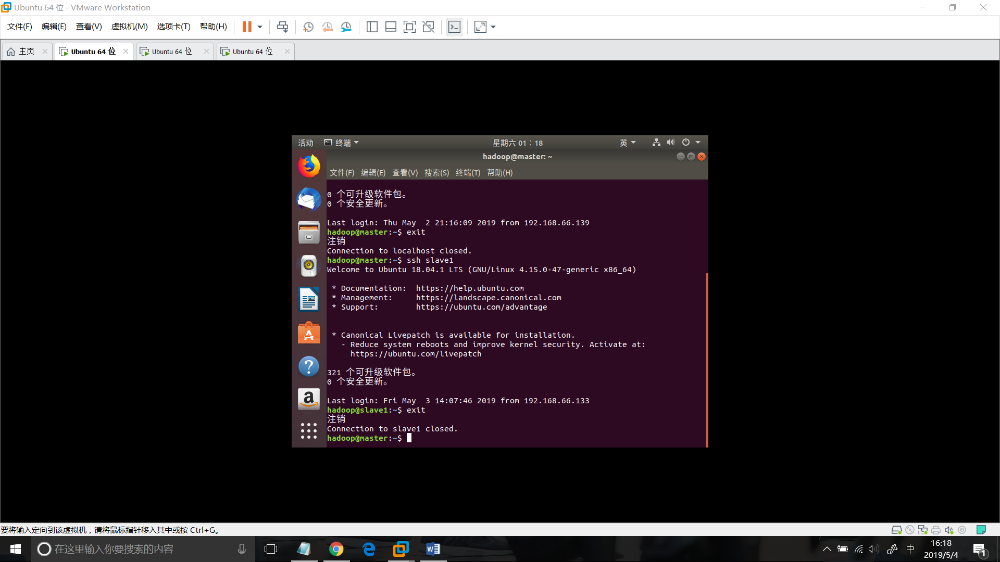 Ubuntu 64 位 - VMware Workstation
文件(F) 编辑(E) 查看(V) 虚拟机(M) 选项卡(T) 帮助(H)
主页 Ubuntu 64 位 Ubuntu 64 位 Ubuntu 64 位
活动 终端 星期六 01：18 英
hadoop@master: ~
文件(F) 编辑(E) 查看(V) 搜索(S) 终端(T) 帮助(H)
0 个可升级软件包。
0 个安全更新。
Last login: Thu May  2 21:16:09 2019 from 192.168.66.139
hadoop@master:~$ exit
注销
Connection to localhost closed.
hadoop@master:~$ ssh slave1
Welcome to Ubuntu 18.04.1 LTS (GNU/Linux 4.15.0-47-generic x86_64)
* Documentation:  https://help.ubuntu.com
* Management:     https://landscape.canonical.com
* Support:        https://ubuntu.com/advantage
* Canonical Livepatch is available for installation.
- Reduce system reboots and improve kernel security. Activate at:
https://ubuntu.com/livepatch
321 个可升级软件包。
0 个安全更新。
Last login: Fri May  3 14:07:46 2019 from 192.168.66.133
hadoop@slave1:~$ exit
注销
Connection to slave1 closed.
hadoop@master:~$
要将输入定向到该虚拟机，请将鼠标指针移入其中或按 Ctrl+G。
在这里输入你要搜索的内容
中
16:18
2019/5/4
1